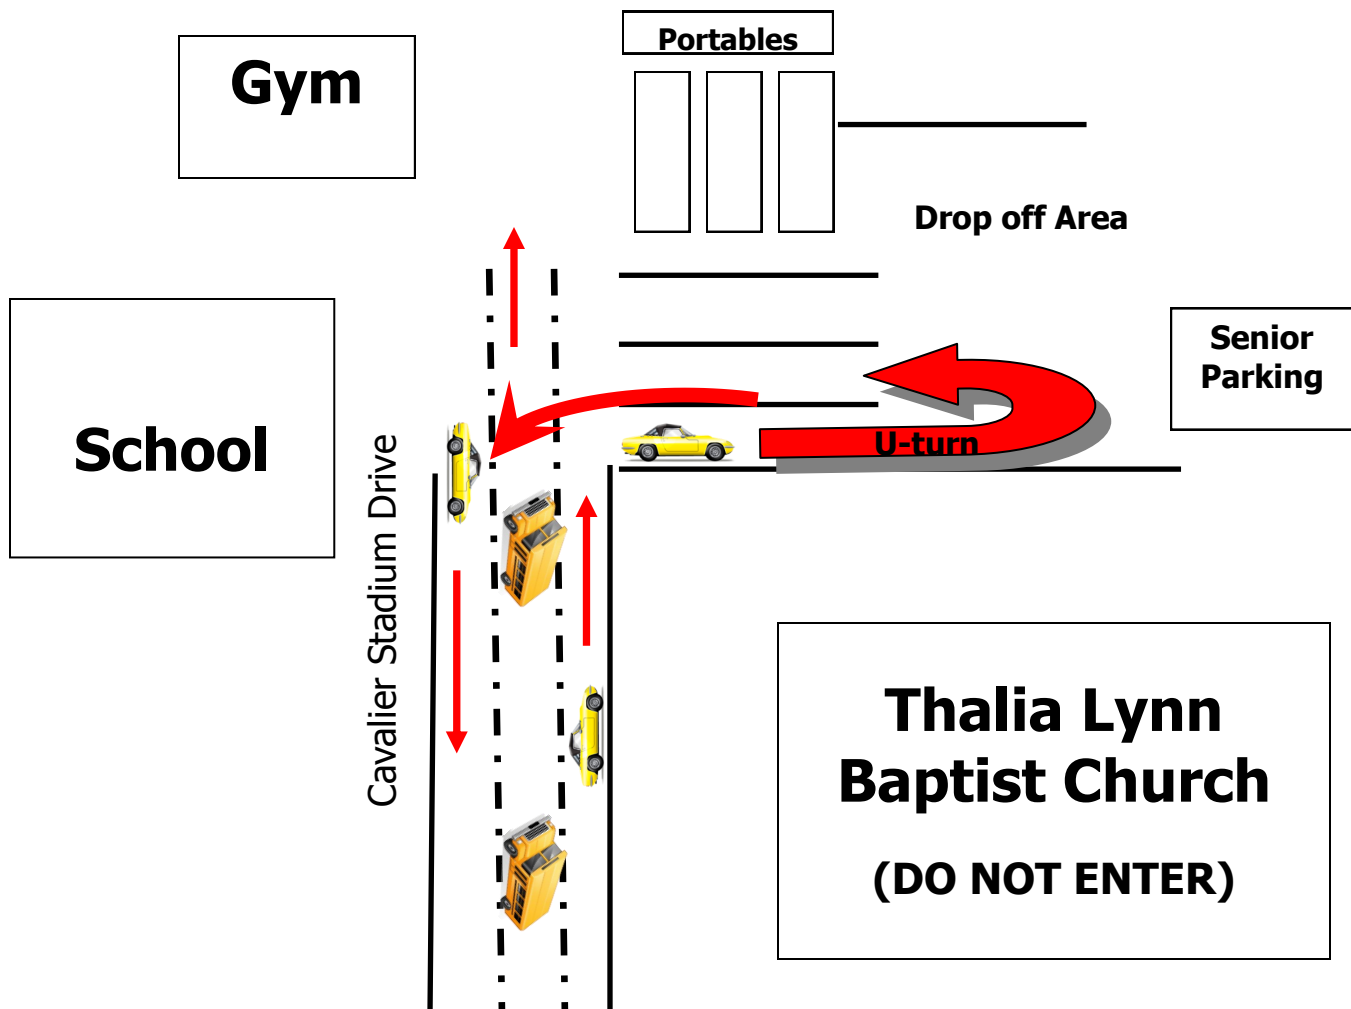 Portables
Gym
Drop off Area
Senior
Parking
School
U-turn
Cavalier Stadium Drive
Thalia Lynn
Baptist Church
(DO NOT ENTER)